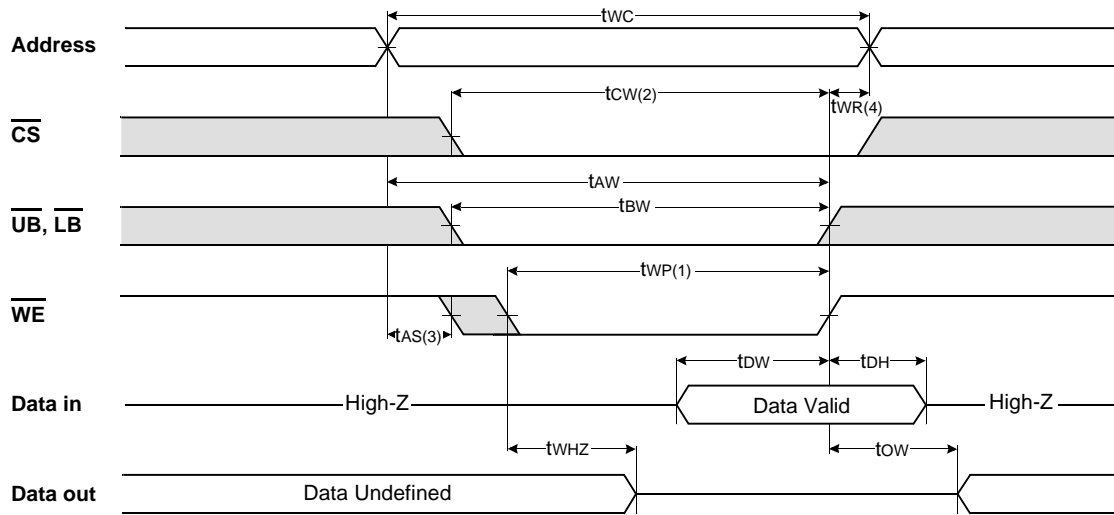 tWC
Address
tCW(2)
tWR(4)
CS
tAW
tBW
UB, LB
tWP(1)
WE
tAS(3)
tDW
tDH
Data in
High-Z
Data Valid
High-Z
tWHZ
tOW
Data out
Data Undefined